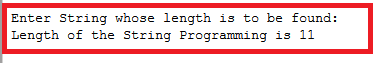 Enter String whose length is to be found:
Length of the String Programming is 11